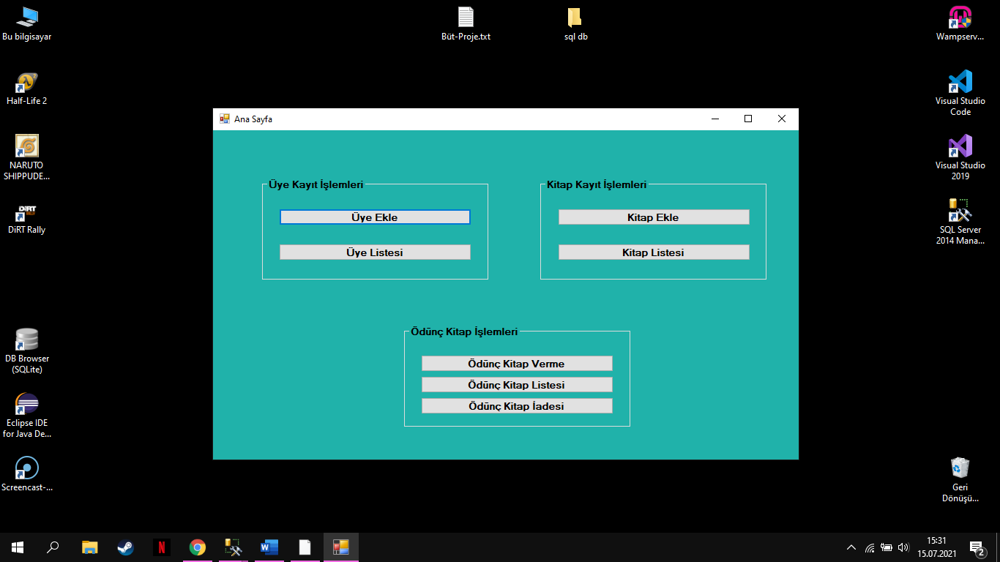 Bu bilgisayar
Büt-Proje.txt
sql db
Wampserv...
Half-Life 2
Visual Studio
Code
NARUTO
SHIPPUDE...
Visual Studio
2019
DiRT Rally
SQL Server
2014 Mana...
DB Browser
(SQLite)
Eclipse IDE
for Java De...
Screencast-...
Geri
Dönüşü...
Ana Sayfa
Üye Kayıt İşlemleri
Üye Ekle
Üye Listesi
Kitap Kayıt İşlemleri
Kitap Ekle
Kitap Listesi
Ödünç Kitap İşlemleri
Ödünç Kitap Verme
Ödünç Kitap Listesi
Ödünç Kitap İadesi
15:31
15.07.2021
2